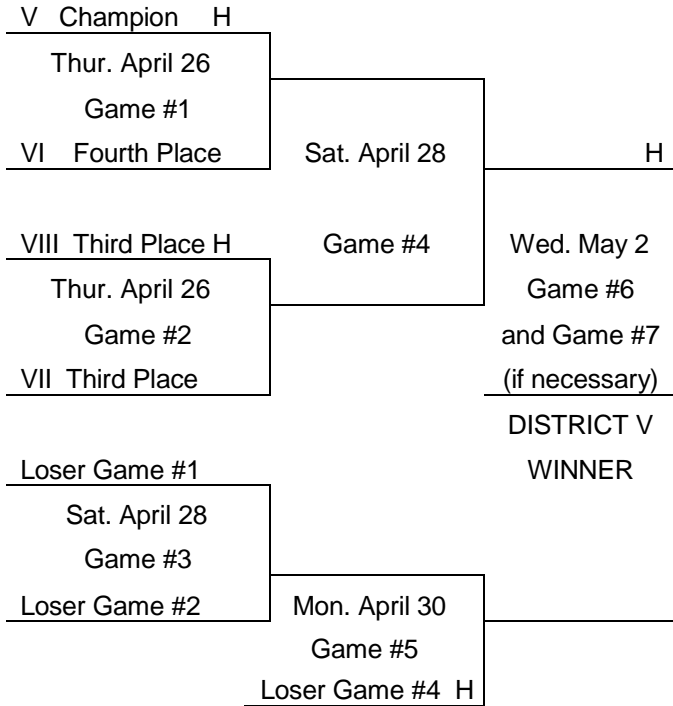 V Champion H
Thur. April 26
Game #1
VI Fourth Place
Sat. April 28
H
VIII Third Place H
Game #4
Wed. May 2
Thur. April 26
Game #6
Game #2
and Game #7
VII Third Place
(if necessary)
DISTRICT V
Loser Game #1
WINNER
Sat. April 28
Game #3
Loser Game #2
Mon. April 30
Game #5
Loser Game #4 H